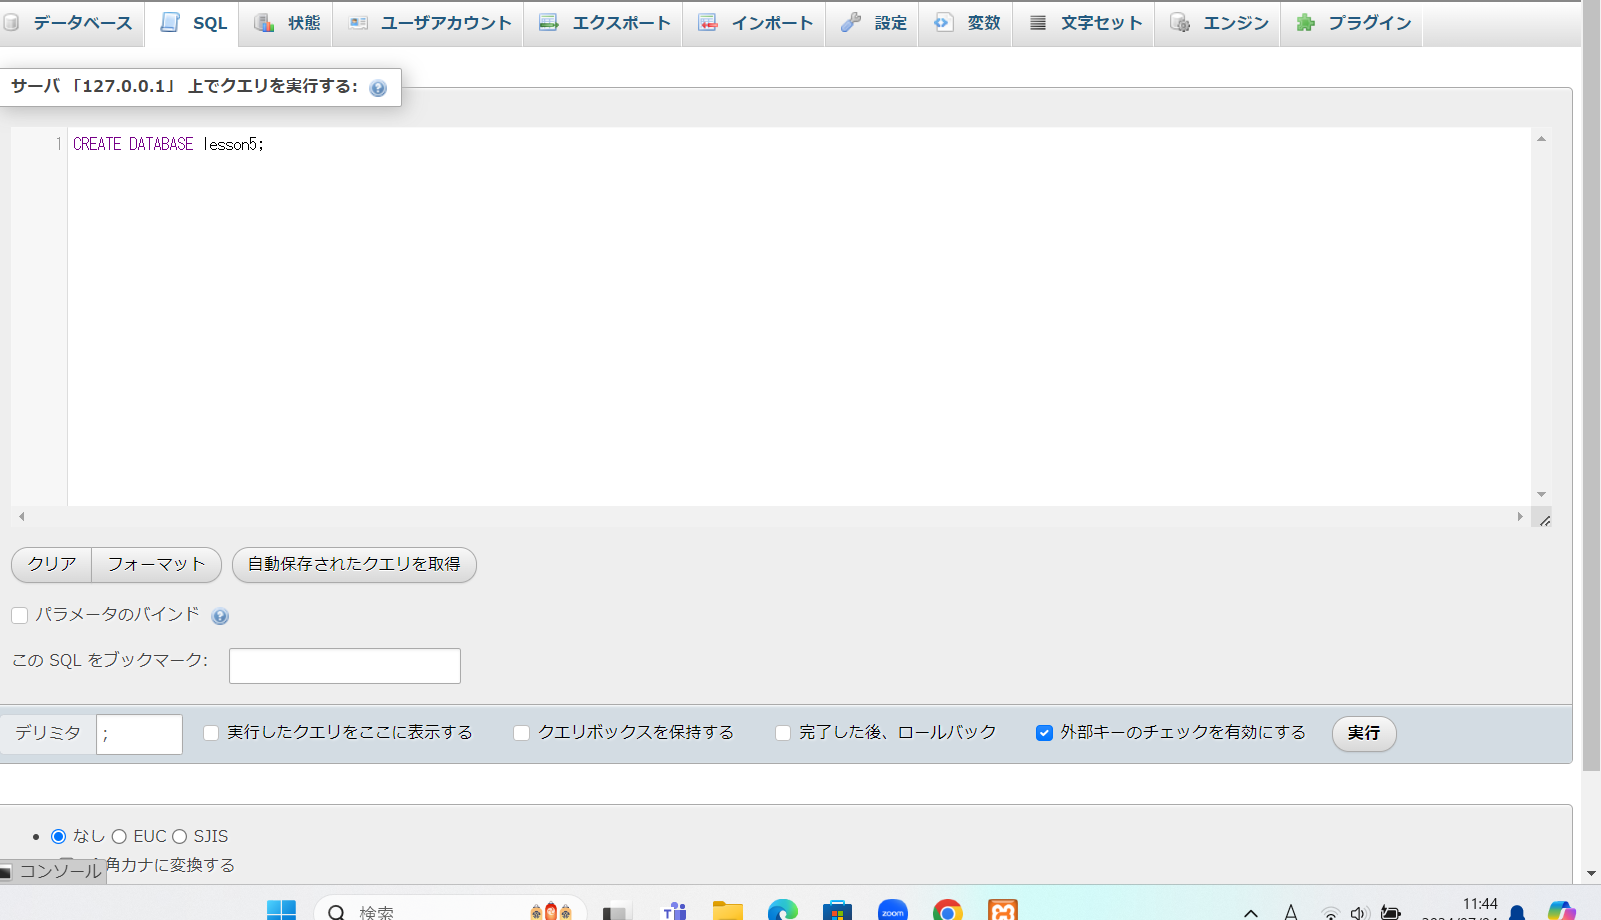 データベース SQL 状態 ユーザアカウント エクスポート インポート 設定 変数 文字セット エンジン プラグイン
サーバ 「127.0.0.1」 上でクエリを実行する:
1 CREATE DATABASE lesson5;
クリア フォーマット 自動保存されたクエリを取得
パラメータのバインド
この SQL をブックマーク:
デリミタ ; 実行したクエリをここに表示する クエリボックスを保持する 完了した後、ロールバック 外部キーのチェックを有効にする 実行
なし EUC SJIS
角カナに変換する
コンソール
検索 zoom A 11:44